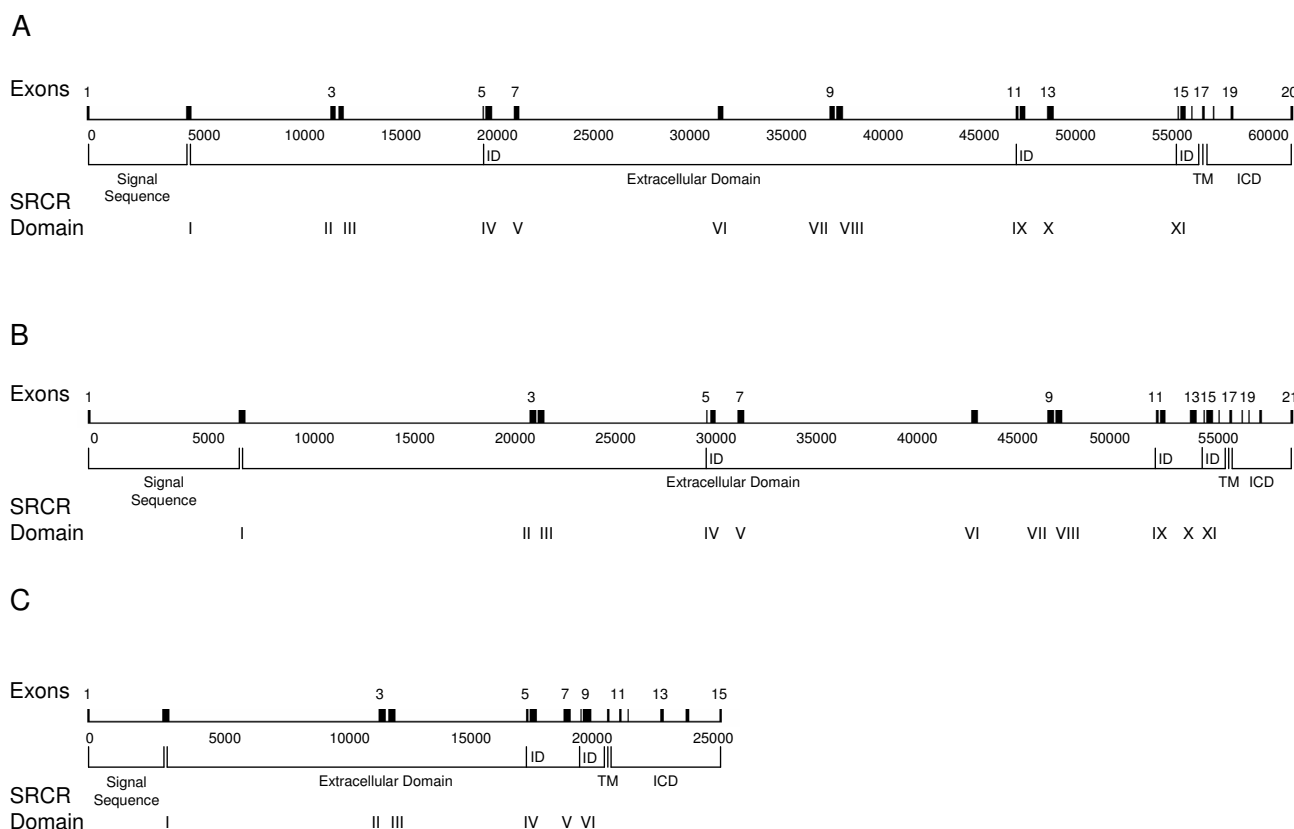 A
Exons 1 3 5 7 9 11 13 15 17 19 20
0 5000 10000 15000 20000 25000 30000 35000 40000 45000 50000 55000 60000
ID ID ID
Signal Sequence Extracellular Domain TM ICD
SRCR
Domain I II III IV V VI VII VIII IX X XI
B
Exons 1 3 5 7 9 11 13 15 17 19 21
0 5000 10000 15000 20000 25000 30000 35000 40000 45000 50000 55000
ID ID ID
Signal Sequence Extracellular Domain TM ICD
SRCR
Domain I II III IV V VI VII VIII IX X XI
C
Exons 1 3 5 7 9 11 13 15
0 5000 10000 15000 20000 25000
ID ID
Signal Sequence Extracellular Domain TM ICD
SRCR
Domain I II III IV V VI